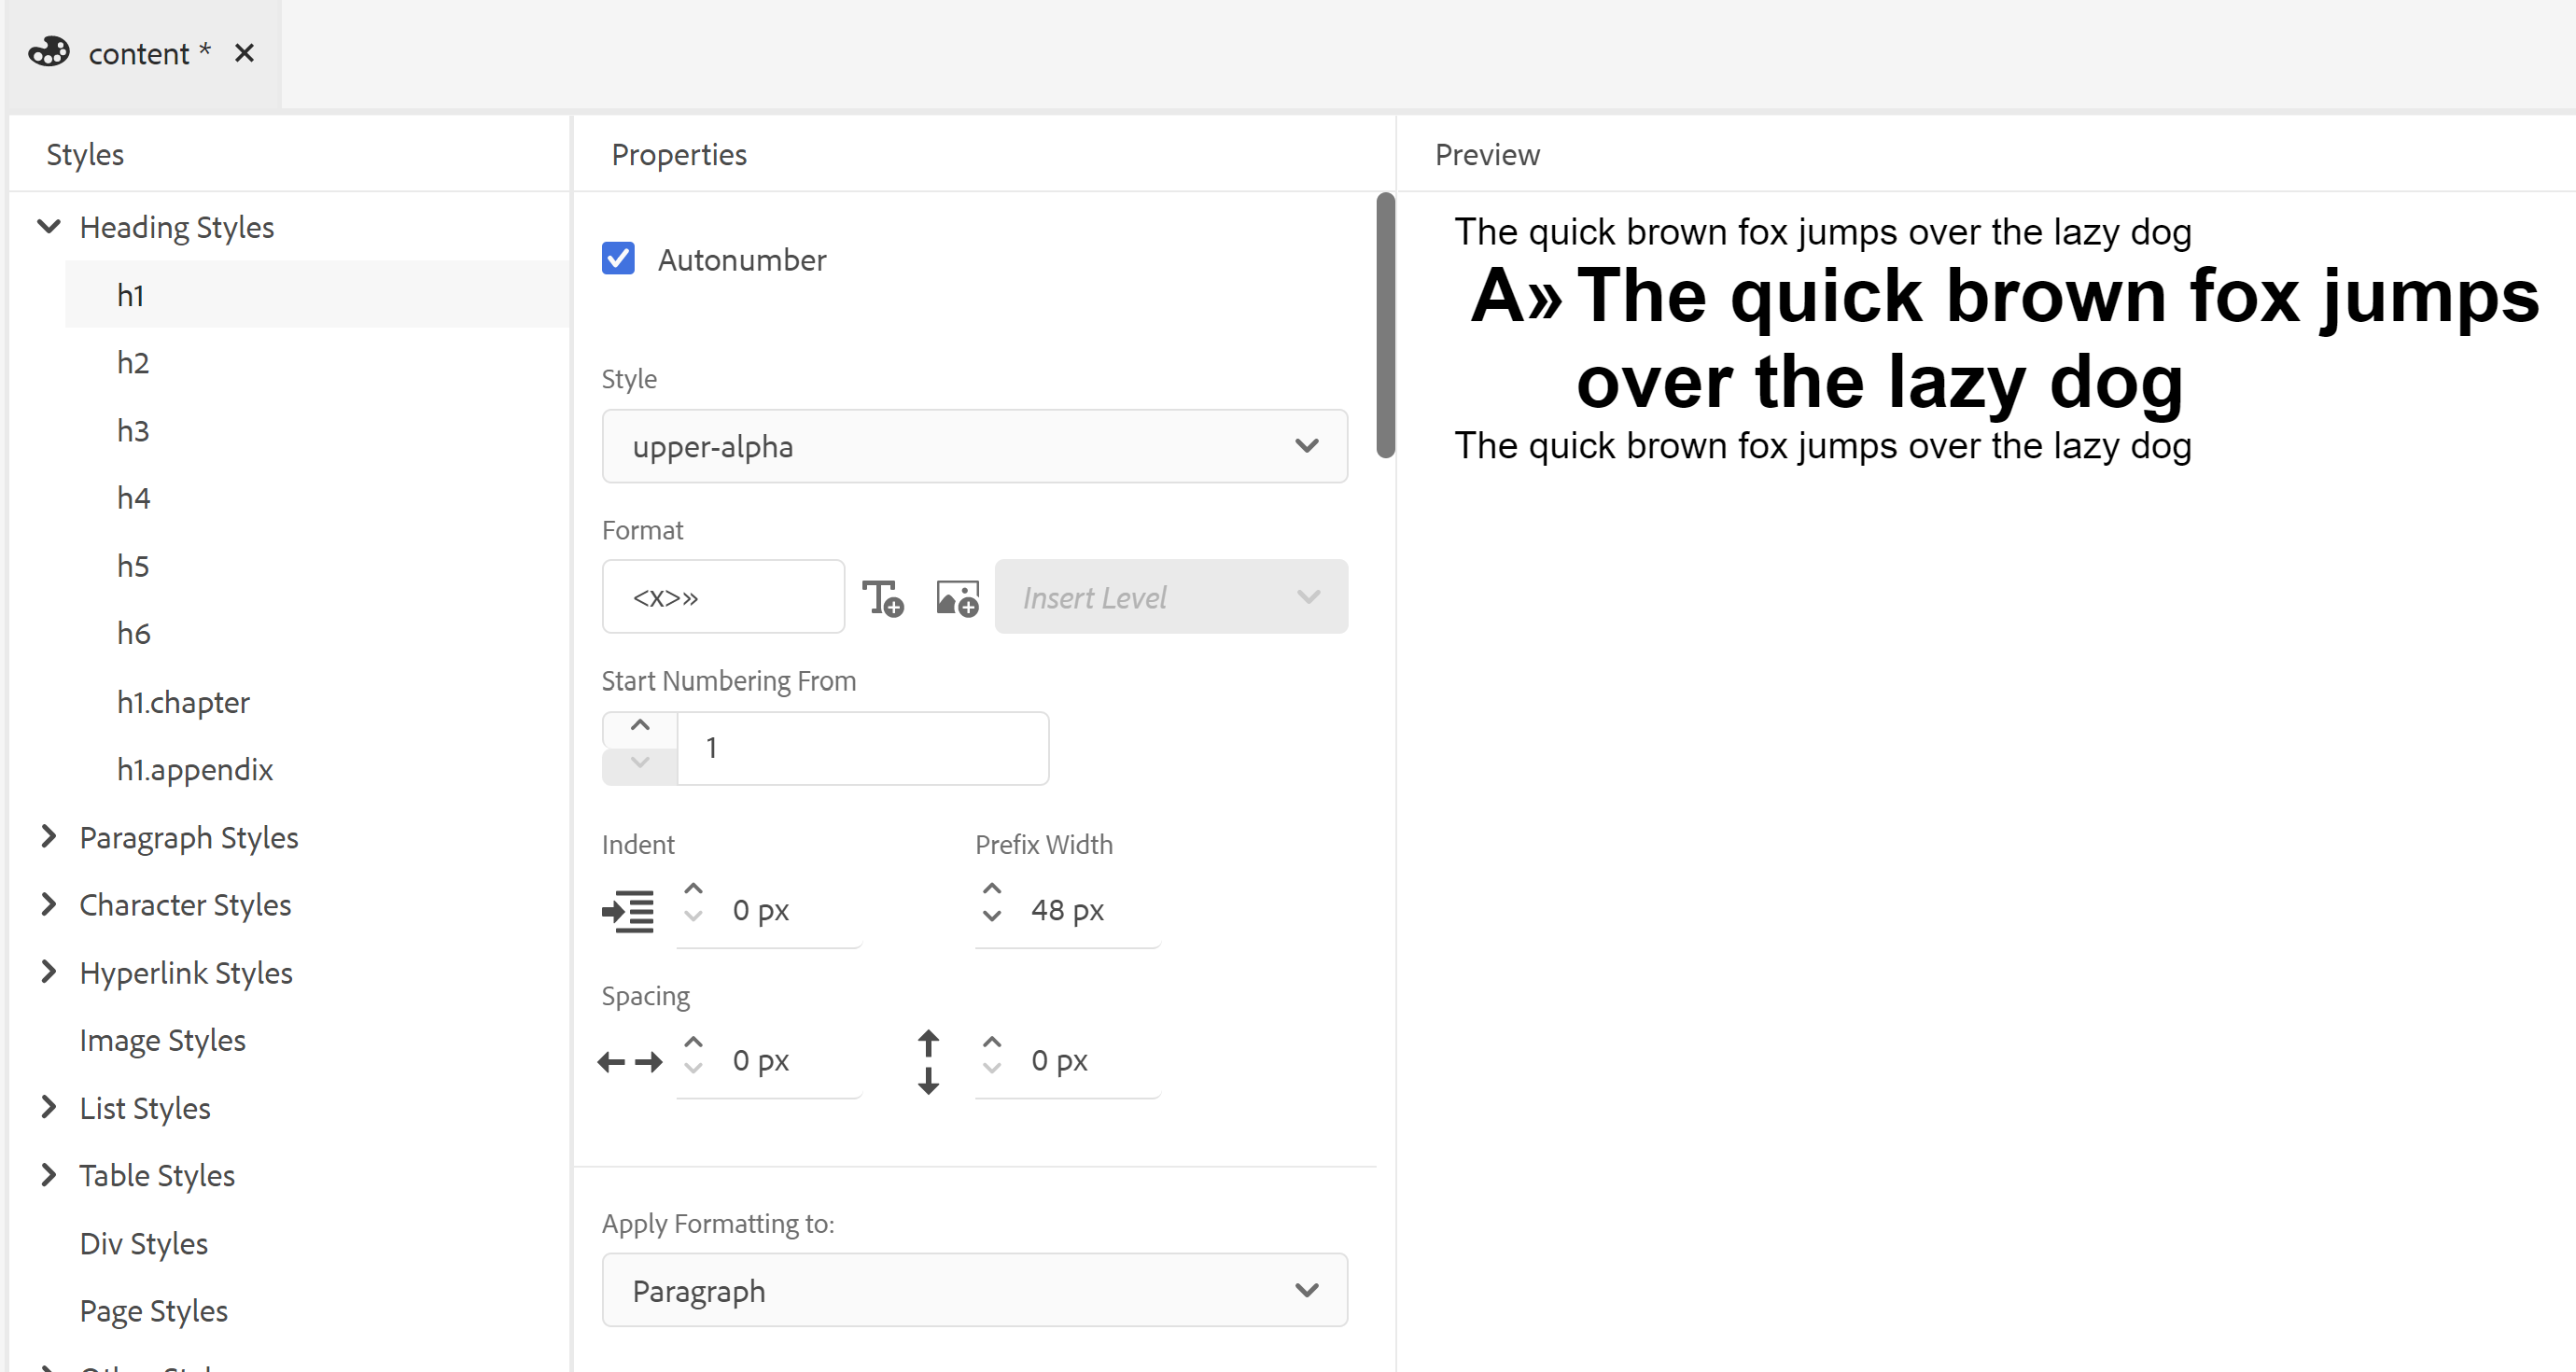 content *
Styles
Heading Styles
h1
h2
h3
h4
h5
h6
h1.chapter
h1.appendix
Paragraph Styles
Character Styles
Hyperlink Styles
Image Styles
List Styles
Table Styles
Div Styles
Page Styles
Properties
Autonumber
Style
upper-alpha
Format
<x>»
Insert Level
Start Numbering From
1
Indent
Prefix Width
0 px
48 px
Spacing
0 px
0 px
Apply Formatting to:
Paragraph
Preview
The quick brown fox jumps over the lazy dog
A» The quick brown fox jumps
over the lazy dog
The quick brown fox jumps over the lazy dog